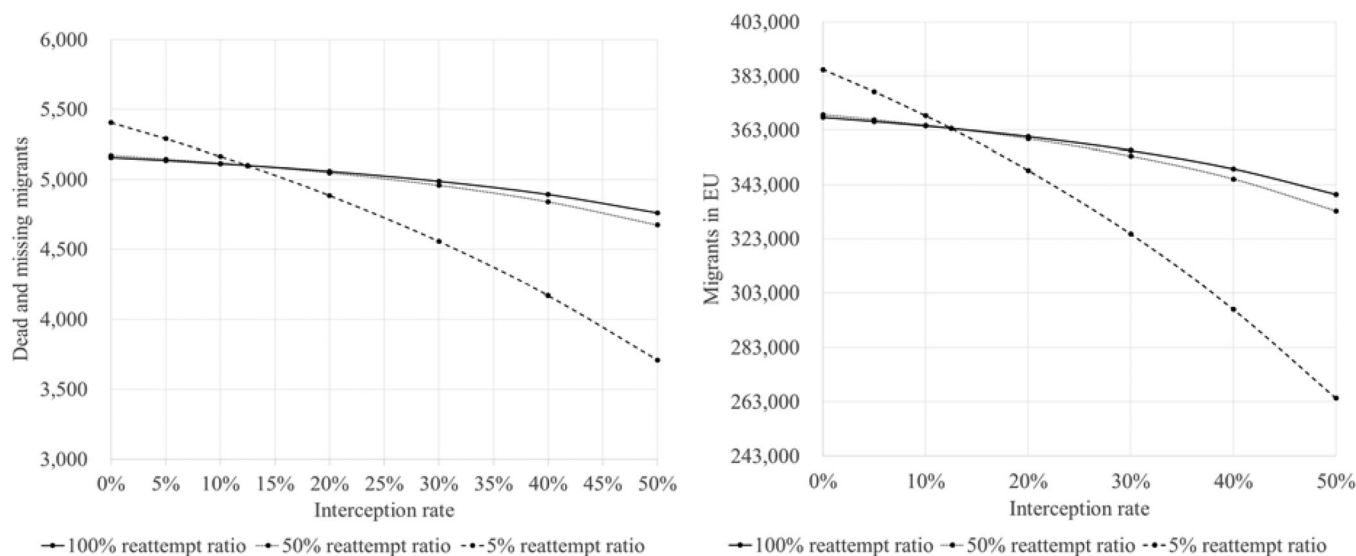 6,000
5,500
5,000
4,500
4,000
3,500
3,000
Dead and missing migrants
0% 5% 10% 15% 20% 25% 30% 35% 40% 45% 50%
Interception rate
100% reattempt ratio 50% reattempt ratio 5% reattempt ratio
403,000
383,000
363,000
343,000
323,000
303,000
283,000
263,000
243,000
Migrants in EU
0% 10% 20% 30% 40% 50%
Interception rate
100% reattempt ratio 50% reattempt ratio 5% reattempt ratio